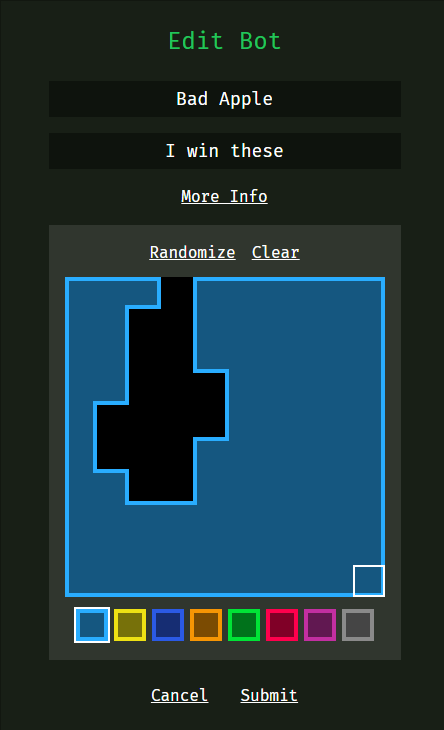 Edit Bot
Bad Apple
I win these
More Info
Randomize Clear
Cancel Submit